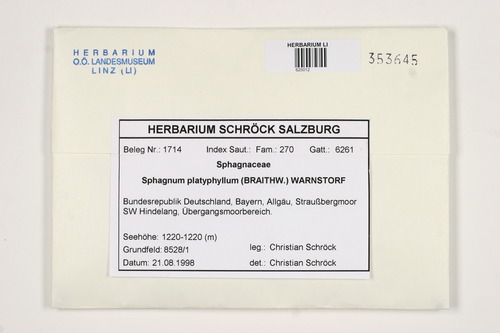 HERBARIUM
O.Ö. LANDESMUSEUM
LINZ (LI)
HERBARIUM LI
625012
353645
HERBARIUM SCHRÖCK SALZBURG
Beleg Nr.: 1714 Index Saut.: Fam.: 270 Gatt.: 6261
Sphagnaceae
Sphagnum platyphyllum (BRAITHW.) WARNSTORF
Bundesrepublik Deutschland, Bayern, Allgäu, Straußbergmoor
SW Hindelang, Übergangsmoorbereich.
Seehöhe: 1220-1220 (m)
Grundfeld: 8528/1 leg.: Christian Schröck
Datum: 21.08.1998 det.: Christian Schröck